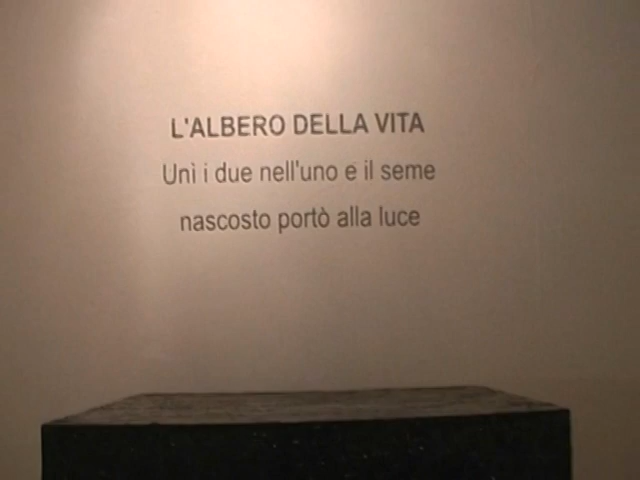 L'ALBERO DELLA VITA
Unì i due nell'uno e il seme
nascosto portò alla luce